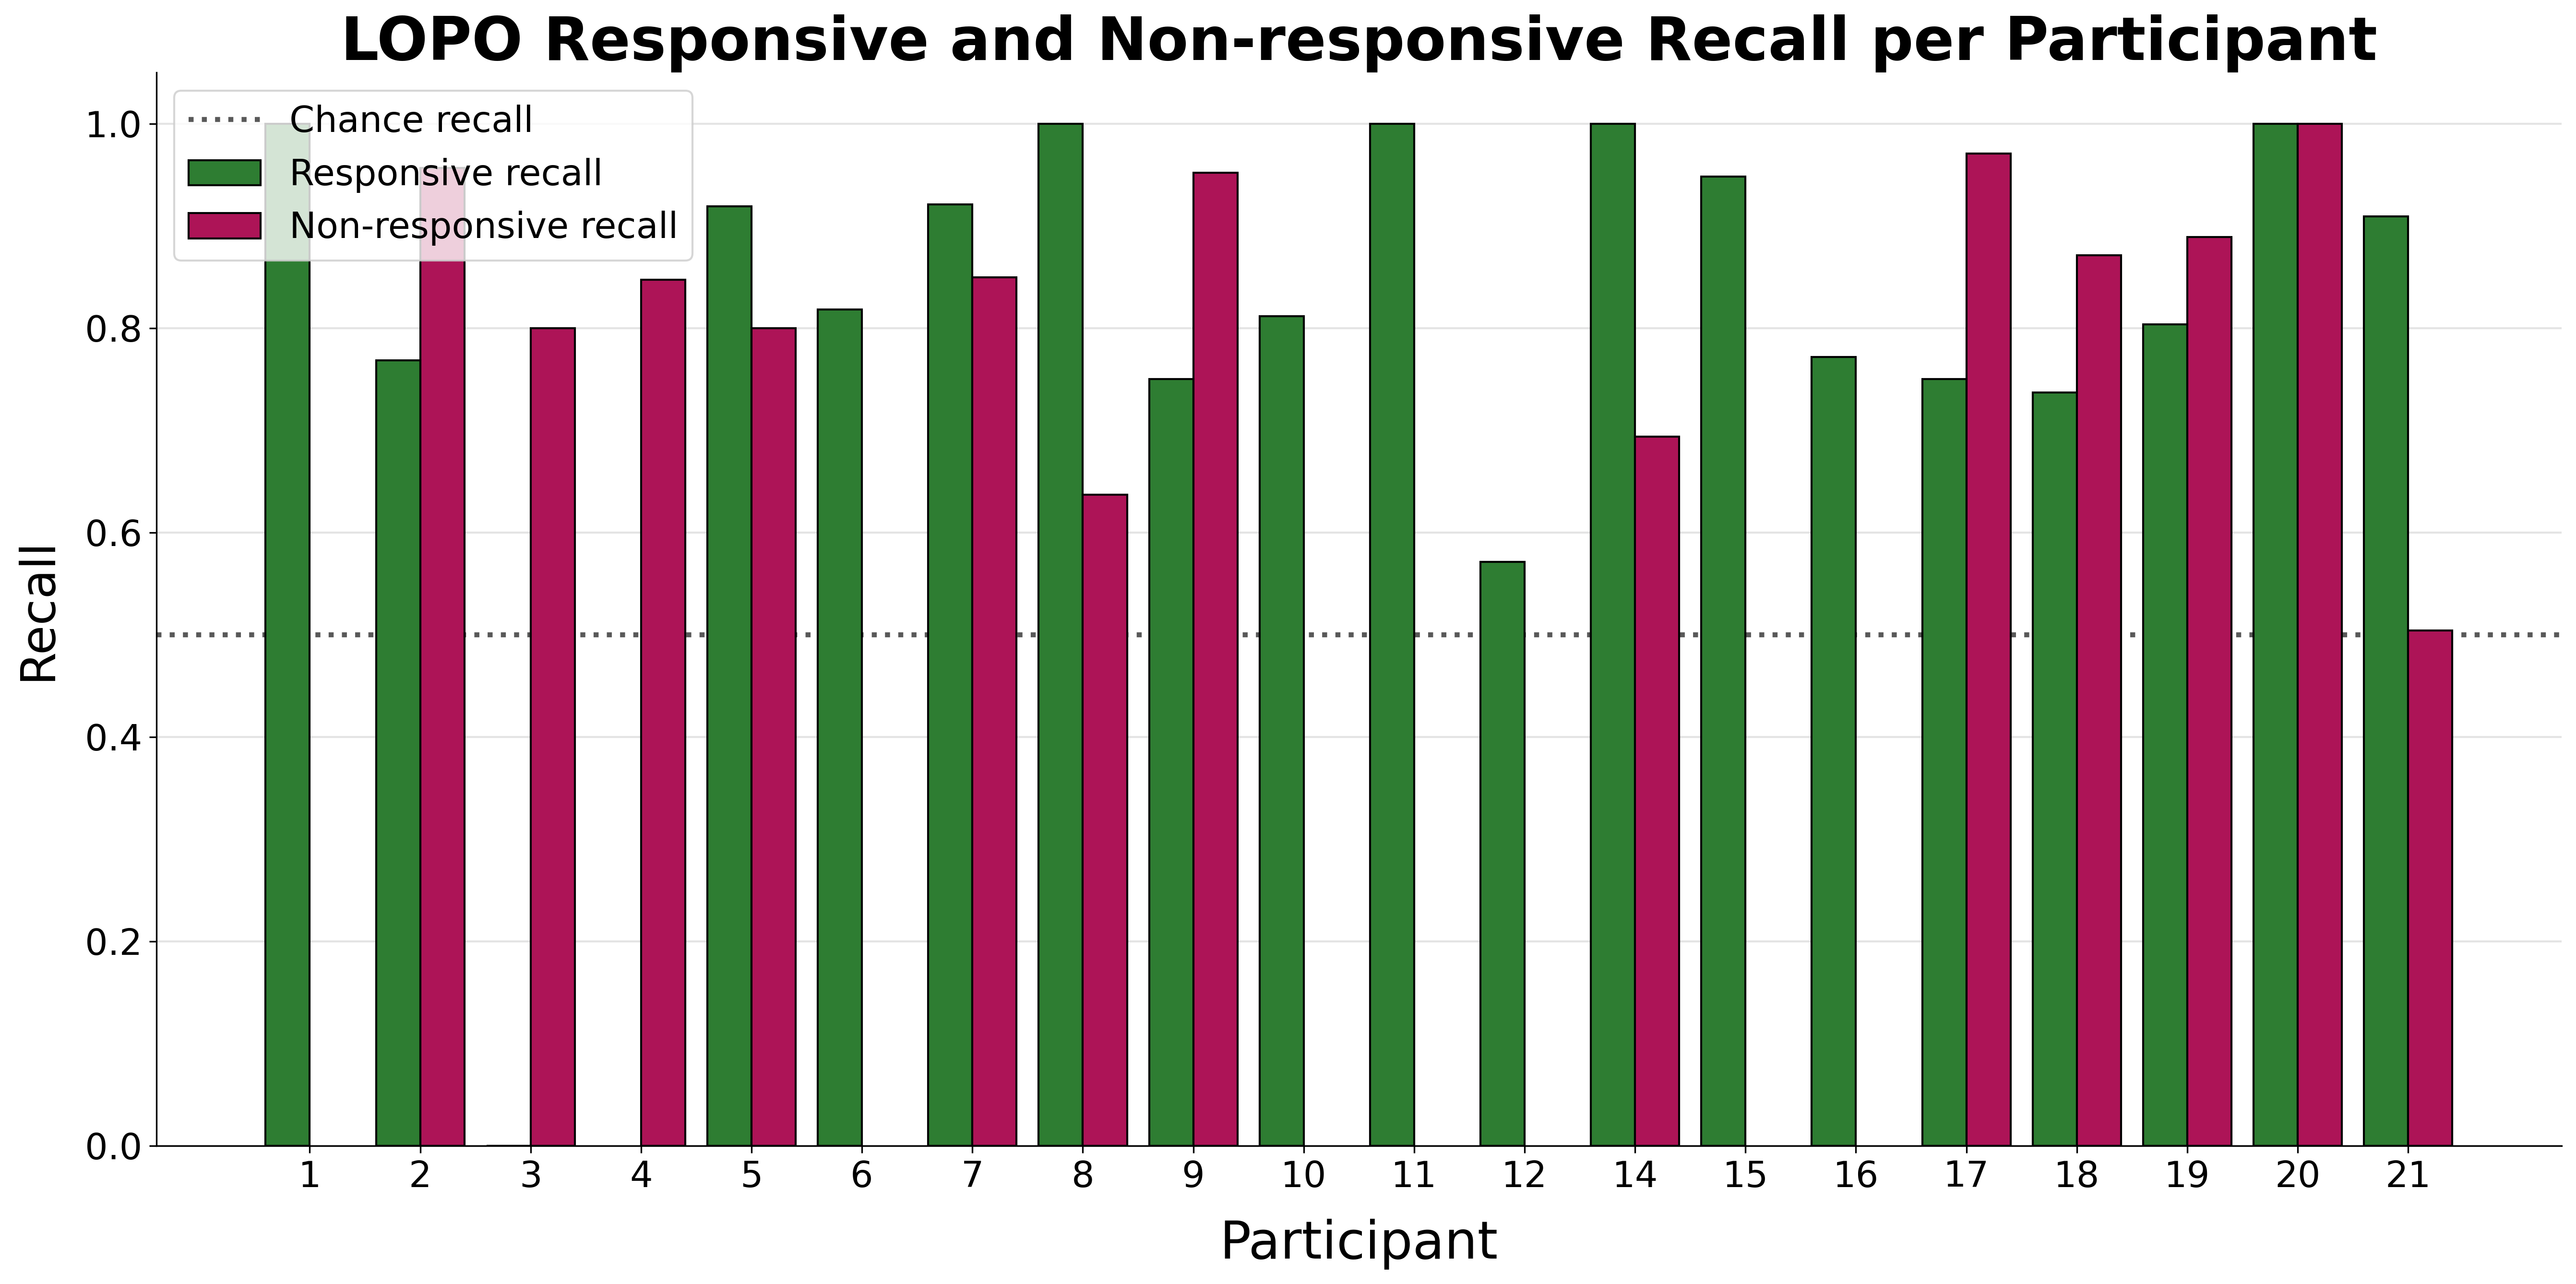 LOPO Responsive and Non-responsive Recall per Participant
Chance recall
Responsive recall
Non-responsive recall
1.0
0.8
0.6
0.4
0.2
0.0
Recall
1 2 3 4 5 6 7 8 9 10 11 12 14 15 16 17 18 19 20 21
Participant